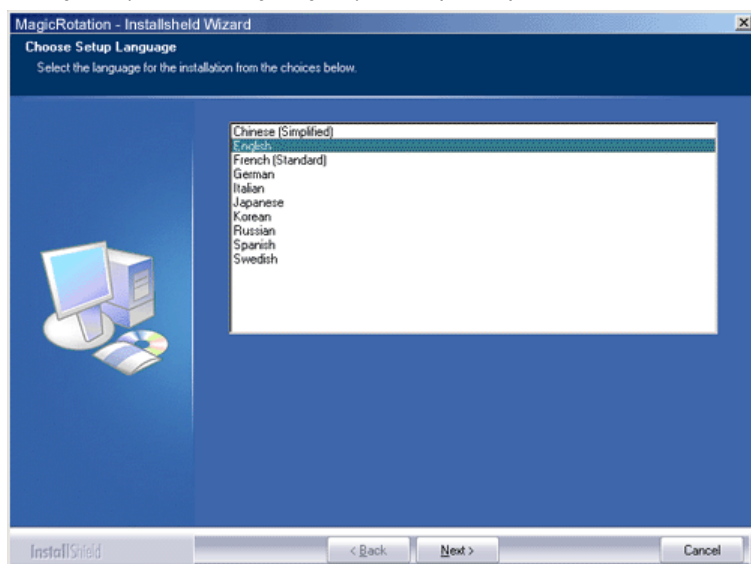 MagicRotation - Installsheld Wizard
Choose Setup Language
Select the language for the installation from the choices below.
Chinese (Simplified)
English
French (Standard)
German
Italian
Japanese
Korean
Russian
Spanish
Swedish
InstallShield
< Back
Next >
Cancel